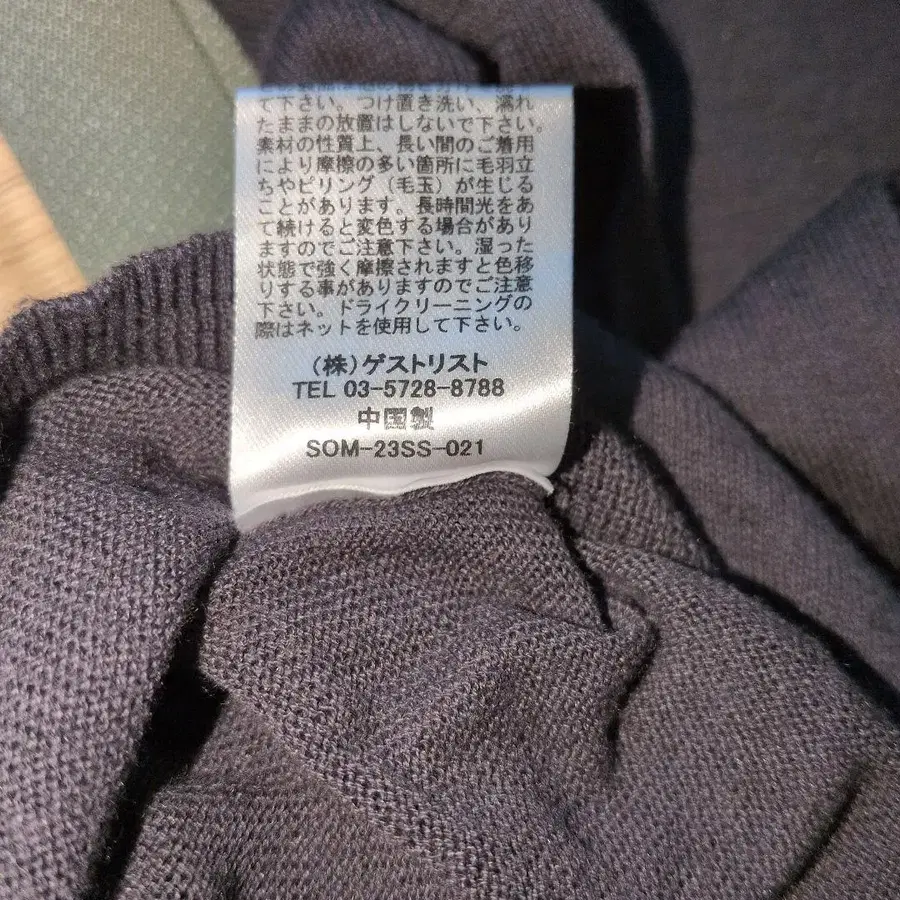 て下さい。つけ置き洗い、濡れ
たままの放置はしないで下さい。
素材の性質上、長い間のご着用
により摩擦の多い箇所に毛羽立
ちやピリング（毛玉）が生じる
ことがあります。長時間光をあ
て続けると変色する場合があり
ますのでご注意下さい。湿った
状態で強く摩擦されますと色移
りする事がありますのでご注意
下さい。ドライクリーニングの
際はネットを使用して下さい。
(株)ゲストリスト
TEL 03-5728-8788
中国製
SOM-23SS-021